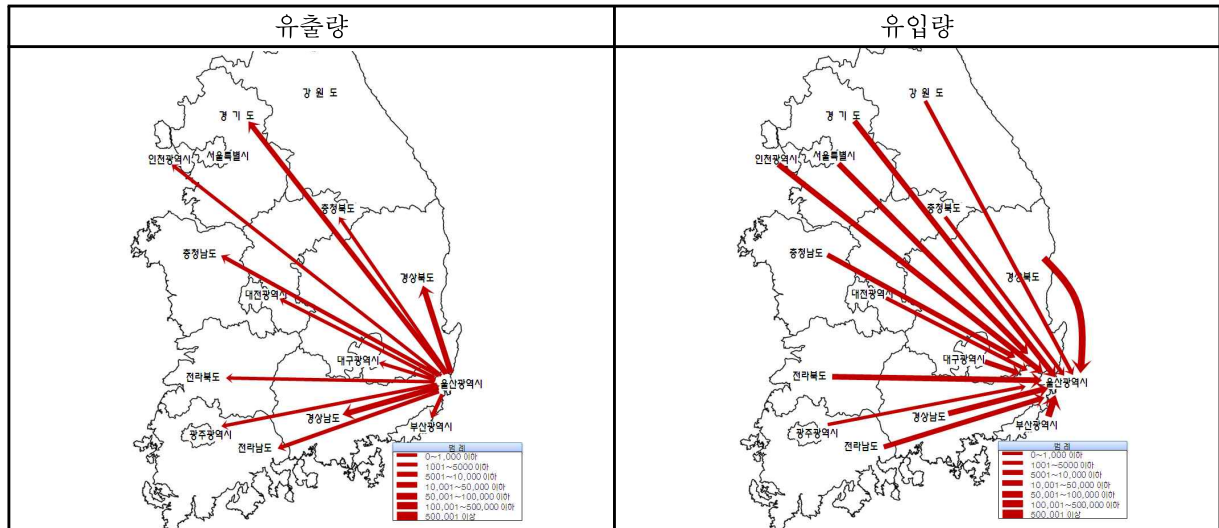 유출량
유입량
강 원 도
경 기 도
인천광역시
서울특별시
충청북도
충청남도
경상북도
대전광역시
대구광역시
전라북도
울산광역시
경상남도
부산광역시
광주광역시
전라남도
범 례
0~1,000 이하
1001~5000 이하
5001~10,000 이하
10,001~50,000 이하
50,001~100,000 이하
100,001~500,000 이하
500,001 이상
강 원 도
경 기 도
인천광역시
서울특별시
충청북도
충청남도
경상북도
대전광역시
대구광역시
전라북도
울산광역시
경상남도
부산광역시
광주광역시
전라남도
범 례
0~1,000 이하
1001~5000 이하
5001~10,000 이하
10,001~50,000 이하
50,001~100,000 이하
100,001~500,000 이하
500,001 이상